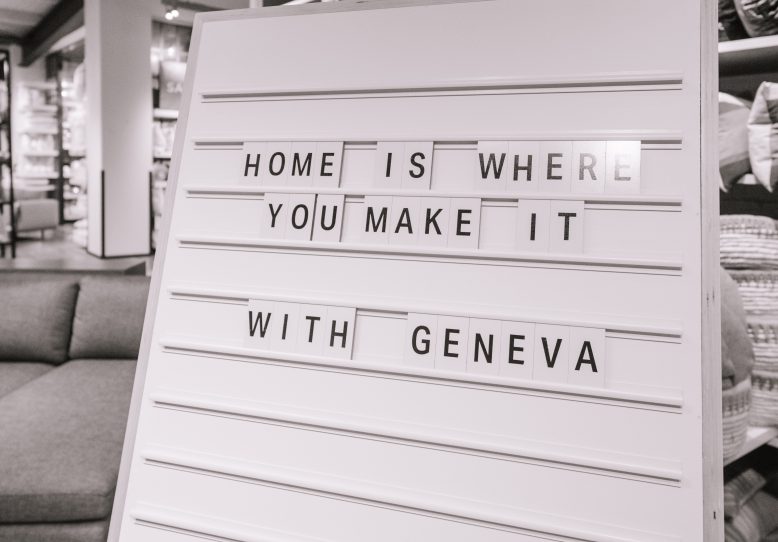 HOME IS WHERE
YOU MAKE IT
WITH GENEVA